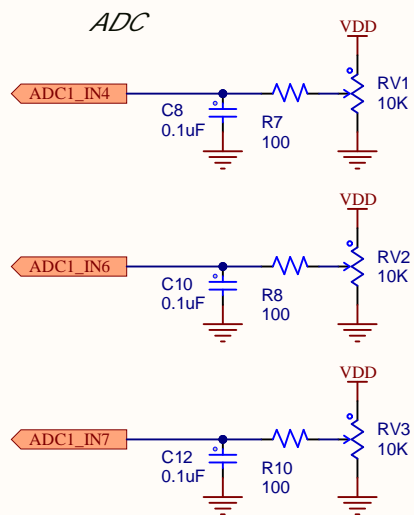 ADC
VDD
ADC1_IN4
C8
0.1uF
R7
100
RV1
10K
VDD
ADC1_IN6
C10
0.1uF
R8
100
RV2
10K
VDD
ADC1_IN7
C12
0.1uF
R10
100
RV3
10K